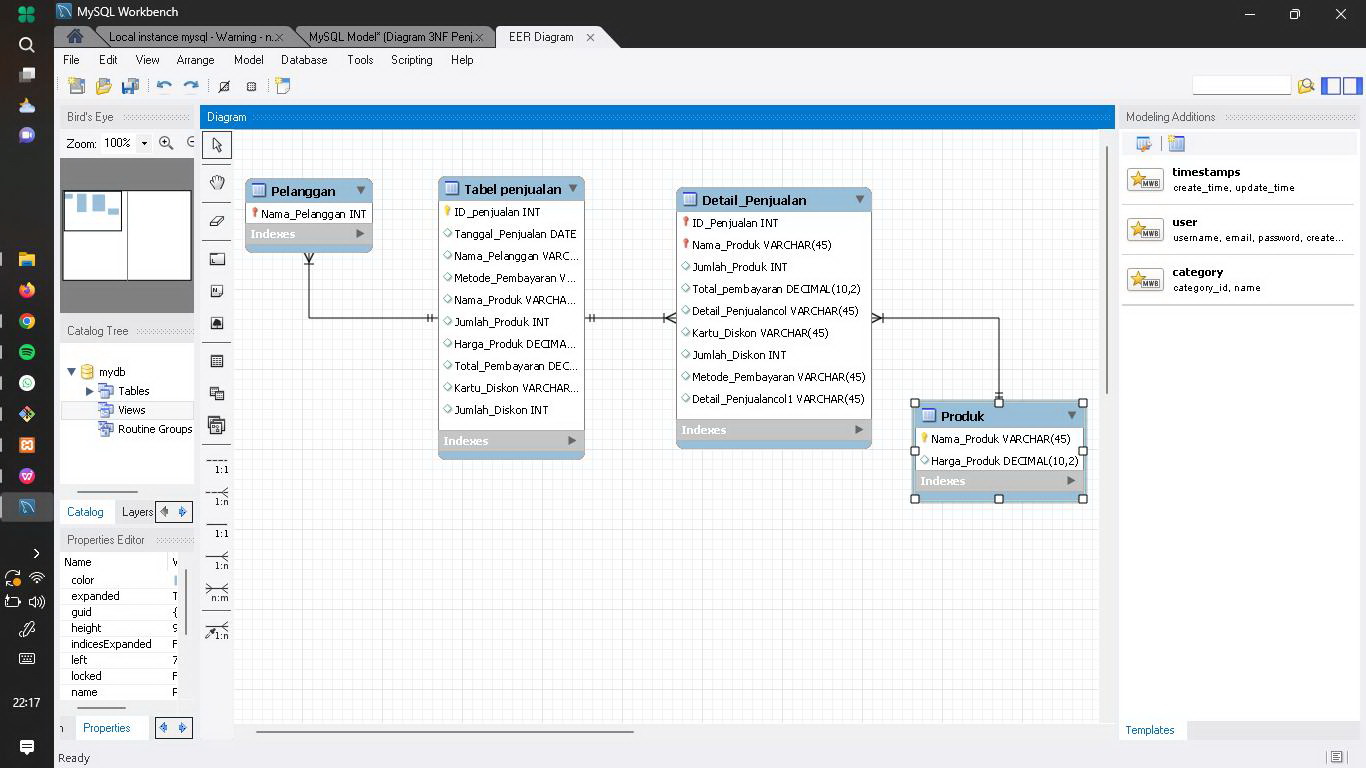 MySQL Workbench
Local instance mysql - Warning - n...
MySQL Model* (Diagram 3NF Penj...
EER Diagram
File Edit View Arrange Model Database Tools Scripting Help
Bird's Eye
Zoom: 100%
Diagram
Modeling Additions
timestamps
create_time, update_time
user
username, email, password, create...
category
category_id, name
Templates
Pelanggan
Nama_Pelanggan INT
Indexes
Tabel penjualan
ID_penjualan INT
Tanggal_Penjualan DATE
Nama_Pelanggan VARC...
Metode_Pembayaran V...
Nama_Produk VARCHA...
Jumlah_Produk INT
Harga_Produk DECIMA...
Total_Pembayaran DEC...
Kartu_Diskon VARCHAR...
Jumlah_Diskon INT
Indexes
Detail_Penjualan
ID_Penjualan INT
Nama_Produk VARCHAR(45)
Jumlah_Produk INT
Total_pembayaran DECIMAL(10,2)
Detail_Penjualancol VARCHAR(45)
Kartu_Diskon VARCHAR(45)
Jumlah_Diskon INT
Metode_Pembayaran VARCHAR(45)
Detail_Penjualancol1 VARCHAR(45)
Indexes
Produk
Nama_Produk VARCHAR(45)
Harga_Produk DECIMAL(10,2)
Indexes
1:1
1:n
1:1
1:n
n:m
1:n
Catalog Tree
mydb
Tables
Views
Routine Groups
Catalog Layers
Properties Editor
Name
color
expanded
guid
height
indicesExpanded
left
locked
name
Properties
22:17
Ready